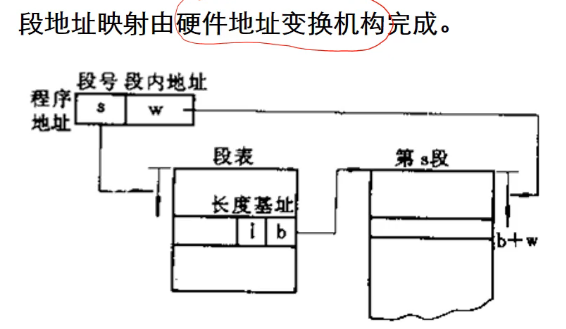 段地址映射由硬件地址变换机构完成。
段号 段内地址
程序
地址
s w
段表
第s段
长度基址
l b
b+w